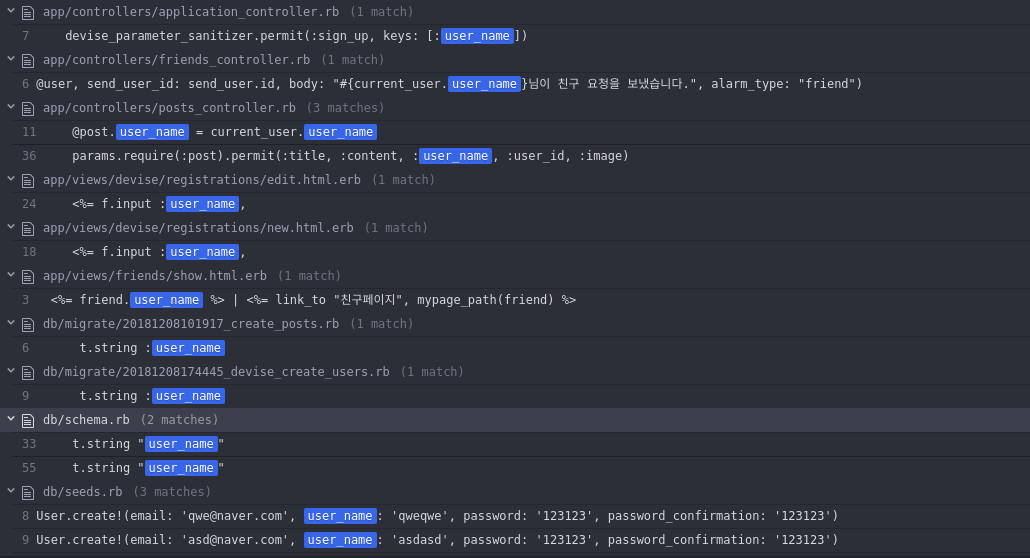 app/controllers/application_controller.rb (1 match)
7 devise_parameter_sanitizer.permit(:sign_up, keys: [:user_name])
app/controllers/friends_controller.rb (1 match)
6 @user, send_user_id: send_user.id, body: "#{current_user.user_name}님이 친구 요청을 보냈습니다.", alarm_type: "friend")
app/controllers/posts_controller.rb (3 matches)
11 @post.user_name = current_user.user_name
36 params.require(:post).permit(:title, :content, :user_name, :user_id, :image)
app/views/devise/registrations/edit.html.erb (1 match)
24 <%= f.input :user_name,
app/views/devise/registrations/new.html.erb (1 match)
18 <%= f.input :user_name,
app/views/friends/show.html.erb (1 match)
3 <%= friend.user_name %> | <%= link_to "친구페이지", mypage_path(friend) %>
db/migrate/20181208101917_create_posts.rb (1 match)
6 t.string :user_name
db/migrate/20181208174445_devise_create_users.rb (1 match)
9 t.string :user_name
db/schema.rb (2 matches)
33 t.string "user_name"
55 t.string "user_name"
db/seeds.rb (3 matches)
8 User.create!(email: 'qwe@naver.com', user_name: 'qweqwe', password: '123123', password_confirmation: '123123')
9 User.create!(email: 'asd@naver.com', user_name: 'asdasd', password: '123123', password_confirmation: '123123')